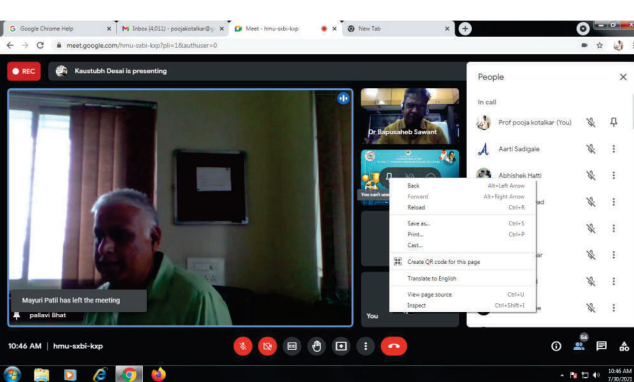 Google Chrome Help
Inbox (4,011) - poojakotalkar@g
Meet - hmu-sxbi-kxp
New Tab
meet.google.com/hmu-sxbi-kxp?pli=1&authuser=0
REC
Kaustubh Desai is presenting
People
In call
Dr Bapusaheb Sawant
Prof pooja kotalkar (You)
Aarti Sadigale
Abhishek Hatti
Back Alt+Left Arrow
Forward Alt+Right Arrow
Reload Ctrl+R
Save as... Ctrl+S
Print... Ctrl+P
Cast...
Create QR code for this page
Translate to English
View page source Ctrl+U
Inspect Ctrl+Shift+I
Mayuri Patil has left the meeting
pallavi Bhat
You
10:46 AM | hmu-sxbi-kxp
56
10:46 AM